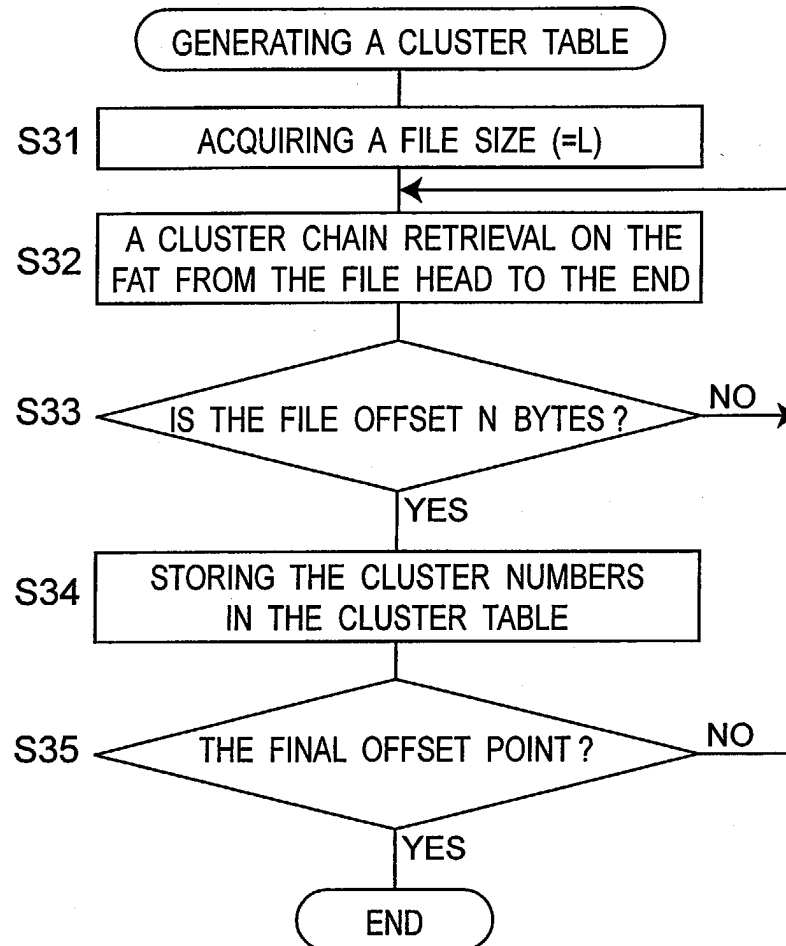 GENERATING A CLUSTER TABLE
S31
ACQUIRING A FILE SIZE (=L)
S32
A CLUSTER CHAIN RETRIEVAL ON THE
FAT FROM THE FILE HEAD TO THE END
S33
IS THE FILE OFFSET N BYTES?
NO
YES
S34
STORING THE CLUSTER NUMBERS
IN THE CLUSTER TABLE
S35
THE FINAL OFFSET POINT?
NO
YES
END